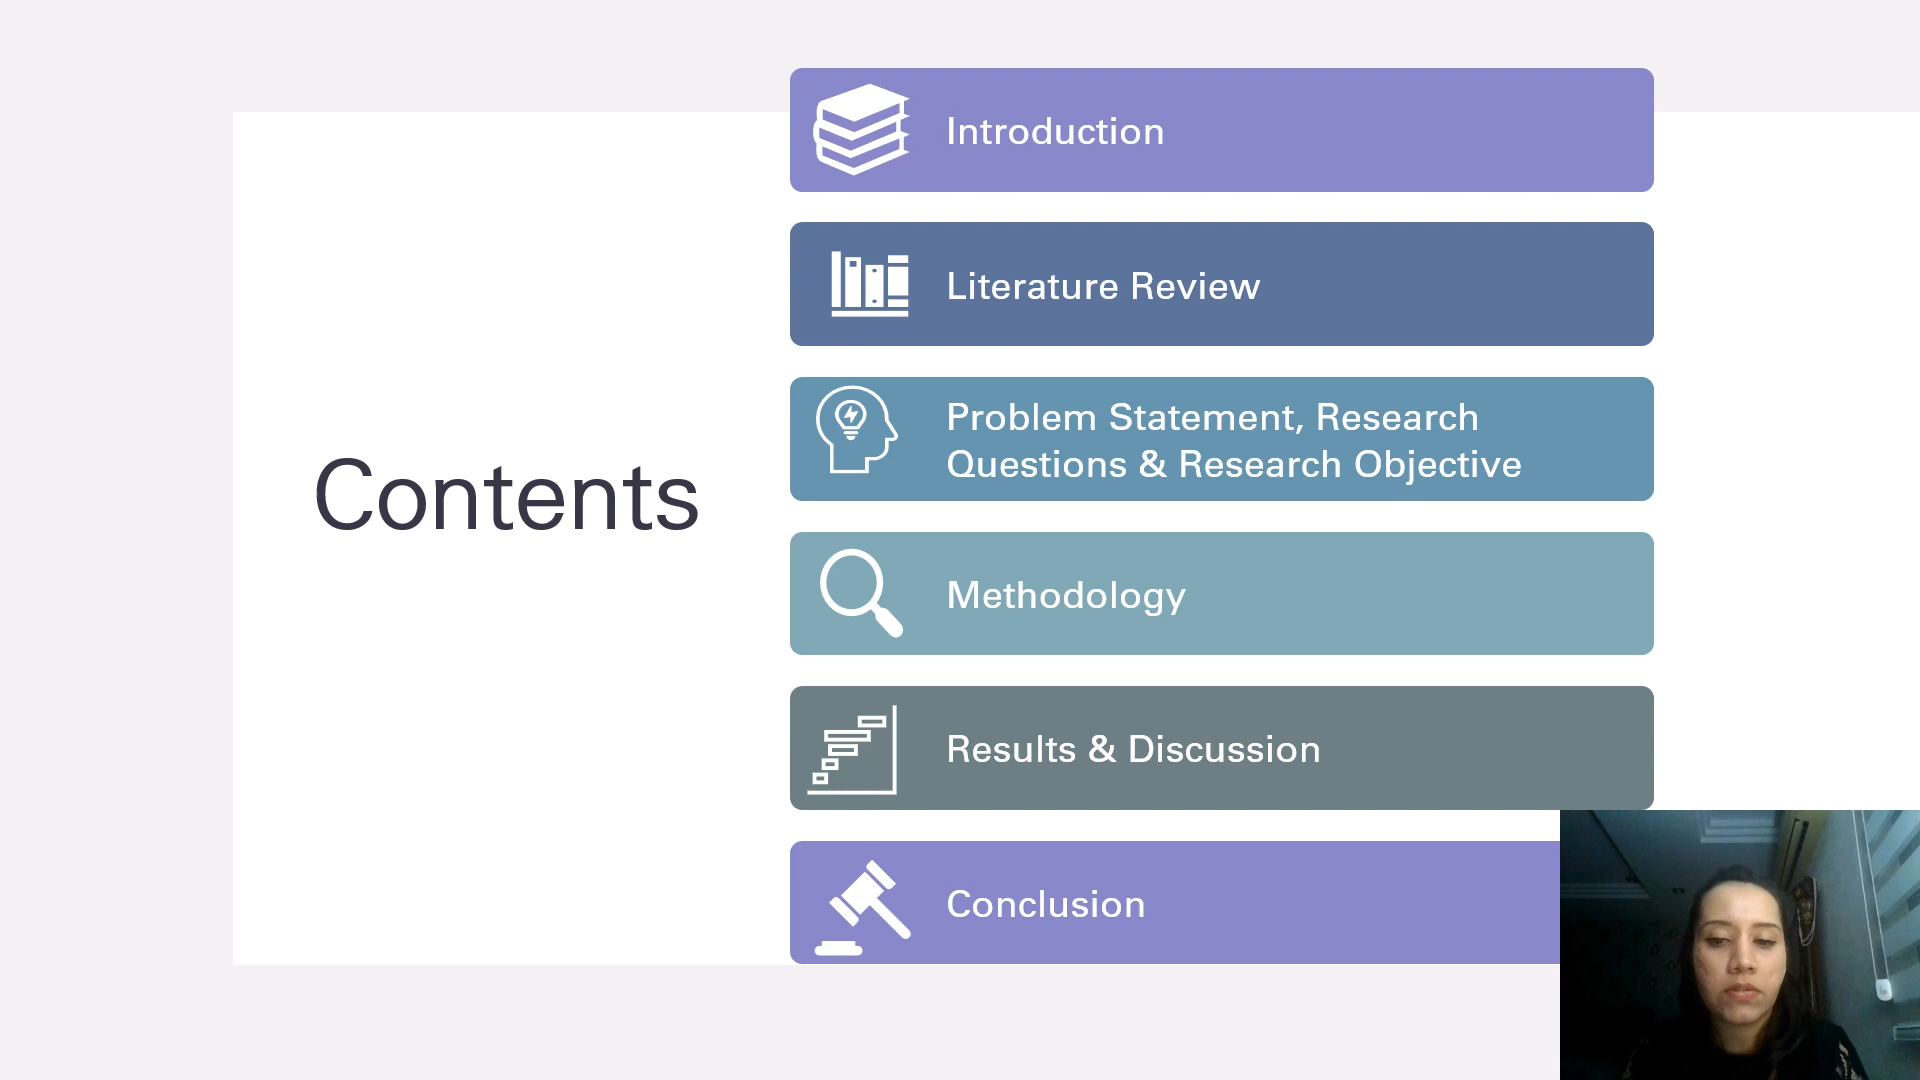 Contents
Introduction
Literature Review
Problem Statement, Research
Questions & Research Objective
Methodology
Results & Discussion
Conclusion